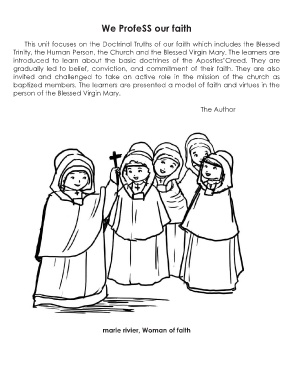 We ProfeSS our faith
This unit focuses on the Doctrinal Truths of our faith which includes the Blessed
Trinity, the Human Person, the Church and the Blessed Virgin Mary. The learners are
introduced to learn about the basic doctrines of the Apostles'Creed. They are
gradually led to belief, conviction, and commitment of their faith. They are also
invited and challenged to take an active role in the mission of the church as
baptized members. The learners are presented a model of faith and virtues in the
person of the Blessed Virgin Mary.
The Author
marie rivier, Woman of faith